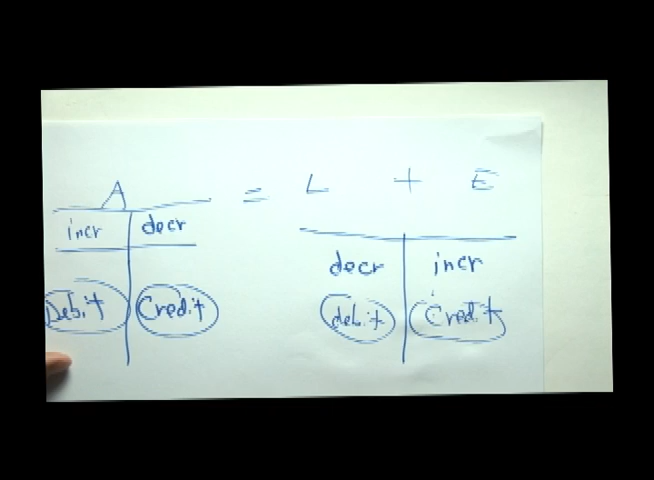 A = L + E
incr decr
decr incr
Debit Credit debit Credit